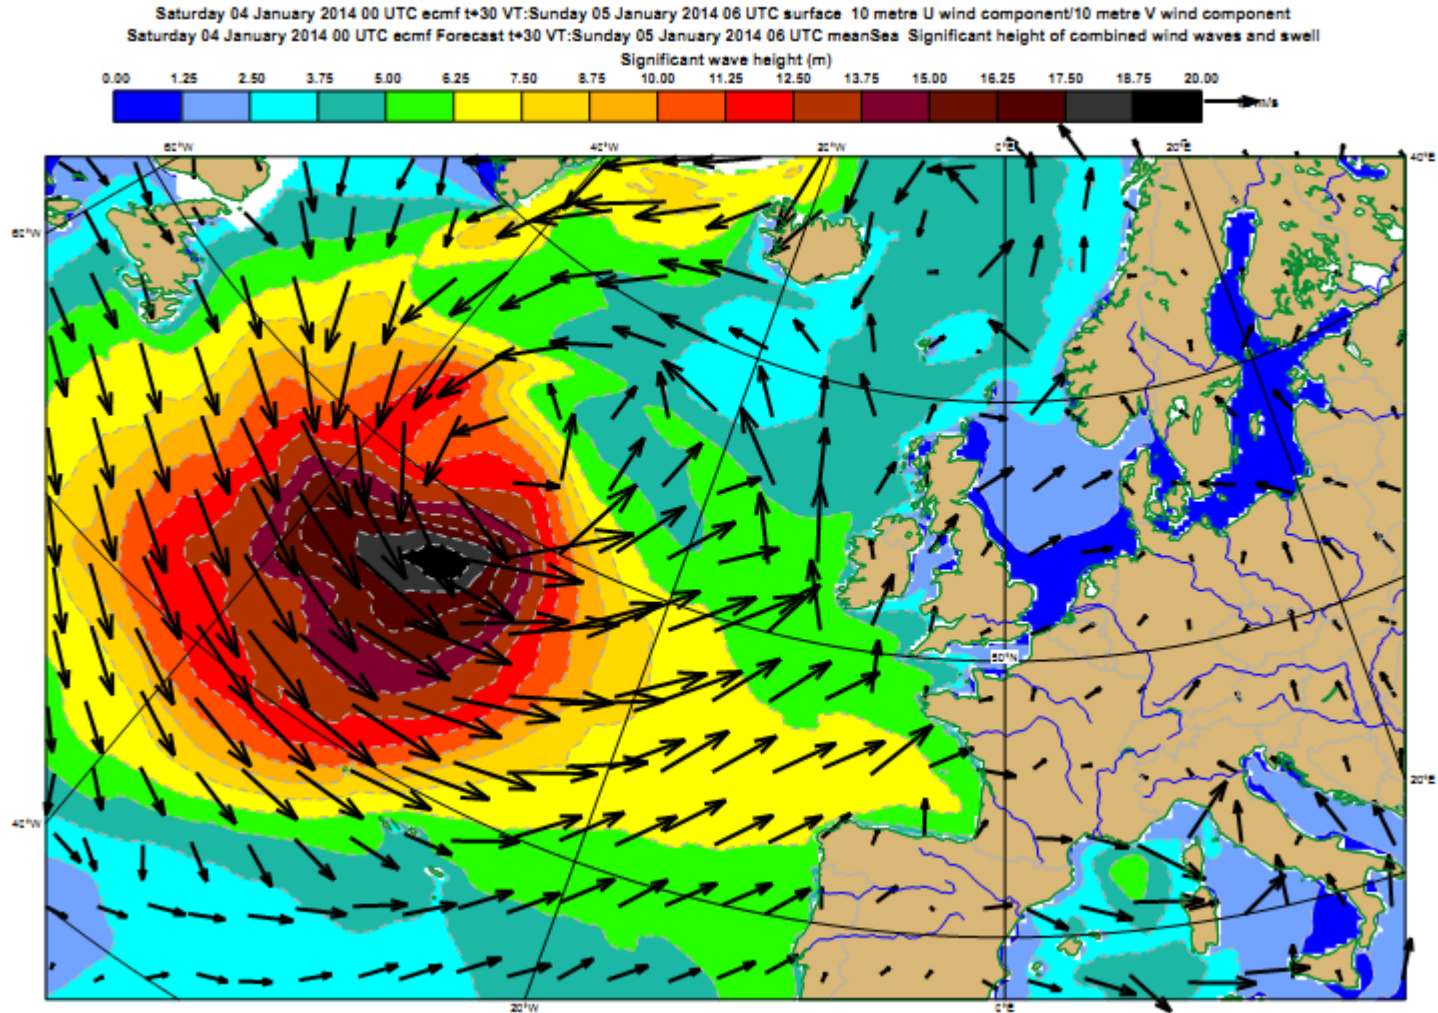 Saturday 04 January 2014 00 UTC ecmf t+30 VT:Sunday 05 January 2014 06 UTC surface 10 metre U wind component/10 metre V wind component
Saturday 04 January 2014 00 UTC ecmf Forecast t+30 VT:Sunday 05 January 2014 06 UTC meanSea Significant height of combined wind waves and swell
Significant wave height (m)
0.00 1.25 2.50 3.75 5.00 6.25 7.50 8.75 10.00 11.25 12.50 13.75 15.00 16.25 17.50 18.75 20.00
m/s
60°W 40°W 20°W 0°E 20°E 40°E
60°W
50°N
20°E
40°W
20°W 0°E